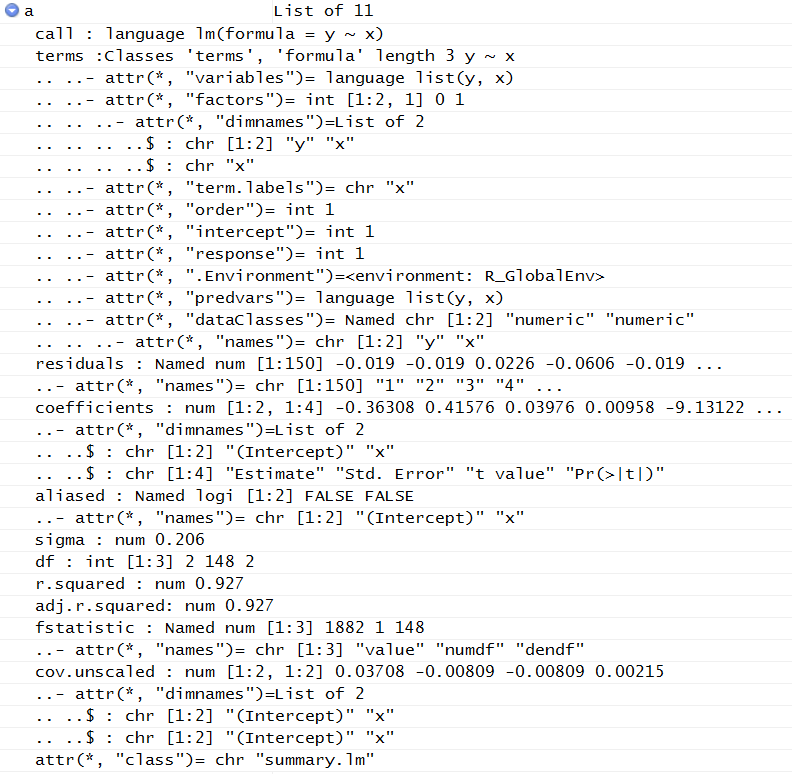 a List of 11
call : language lm(formula = y ~ x)
terms :Classes 'terms', 'formula' length 3 y ~ x
.. ..- attr(*, "variables")= language list(y, x)
.. ..- attr(*, "factors")= int [1:2, 1] 0 1
.. .. ..- attr(*, "dimnames")=List of 2
.. .. .. ..$ : chr [1:2] "y" "x"
.. .. .. ..$ : chr "x"
.. ..- attr(*, "term.labels")= chr "x"
.. ..- attr(*, "order")= int 1
.. ..- attr(*, "intercept")= int 1
.. ..- attr(*, "response")= int 1
.. ..- attr(*, ".Environment")=<environment: R_GlobalEnv>
.. ..- attr(*, "predvars")= language list(y, x)
.. ..- attr(*, "dataClasses")= Named chr [1:2] "numeric" "numeric"
.. .. ..- attr(*, "names")= chr [1:2] "y" "x"
residuals : Named num [1:150] -0.019 -0.019 0.0226 -0.0606 -0.019 ...
..- attr(*, "names")= chr [1:150] "1" "2" "3" "4" ...
coefficients : num [1:2, 1:4] -0.36308 0.41576 0.03976 0.00958 -9.13122 ...
..- attr(*, "dimnames")=List of 2
.. ..$ : chr [1:2] "(Intercept)" "x"
.. ..$ : chr [1:4] "Estimate" "Std. Error" "t value" "Pr(>|t|)"
aliased : Named logi [1:2] FALSE FALSE
..- attr(*, "names")= chr [1:2] "(Intercept)" "x"
sigma : num 0.206
df : int [1:3] 2 148 2
r.squared : num 0.927
adj.r.squared: num 0.927
fstatistic : Named num [1:3] 1882 1 148
..- attr(*, "names")= chr [1:3] "value" "numdf" "dendf"
cov.unscaled : num [1:2, 1:2] 0.03708 -0.00809 -0.00809 0.00215
..- attr(*, "dimnames")=List of 2
.. ..$ : chr [1:2] "(Intercept)" "x"
.. ..$ : chr [1:2] "(Intercept)" "x"
attr(*, "class")= chr "summary.lm"